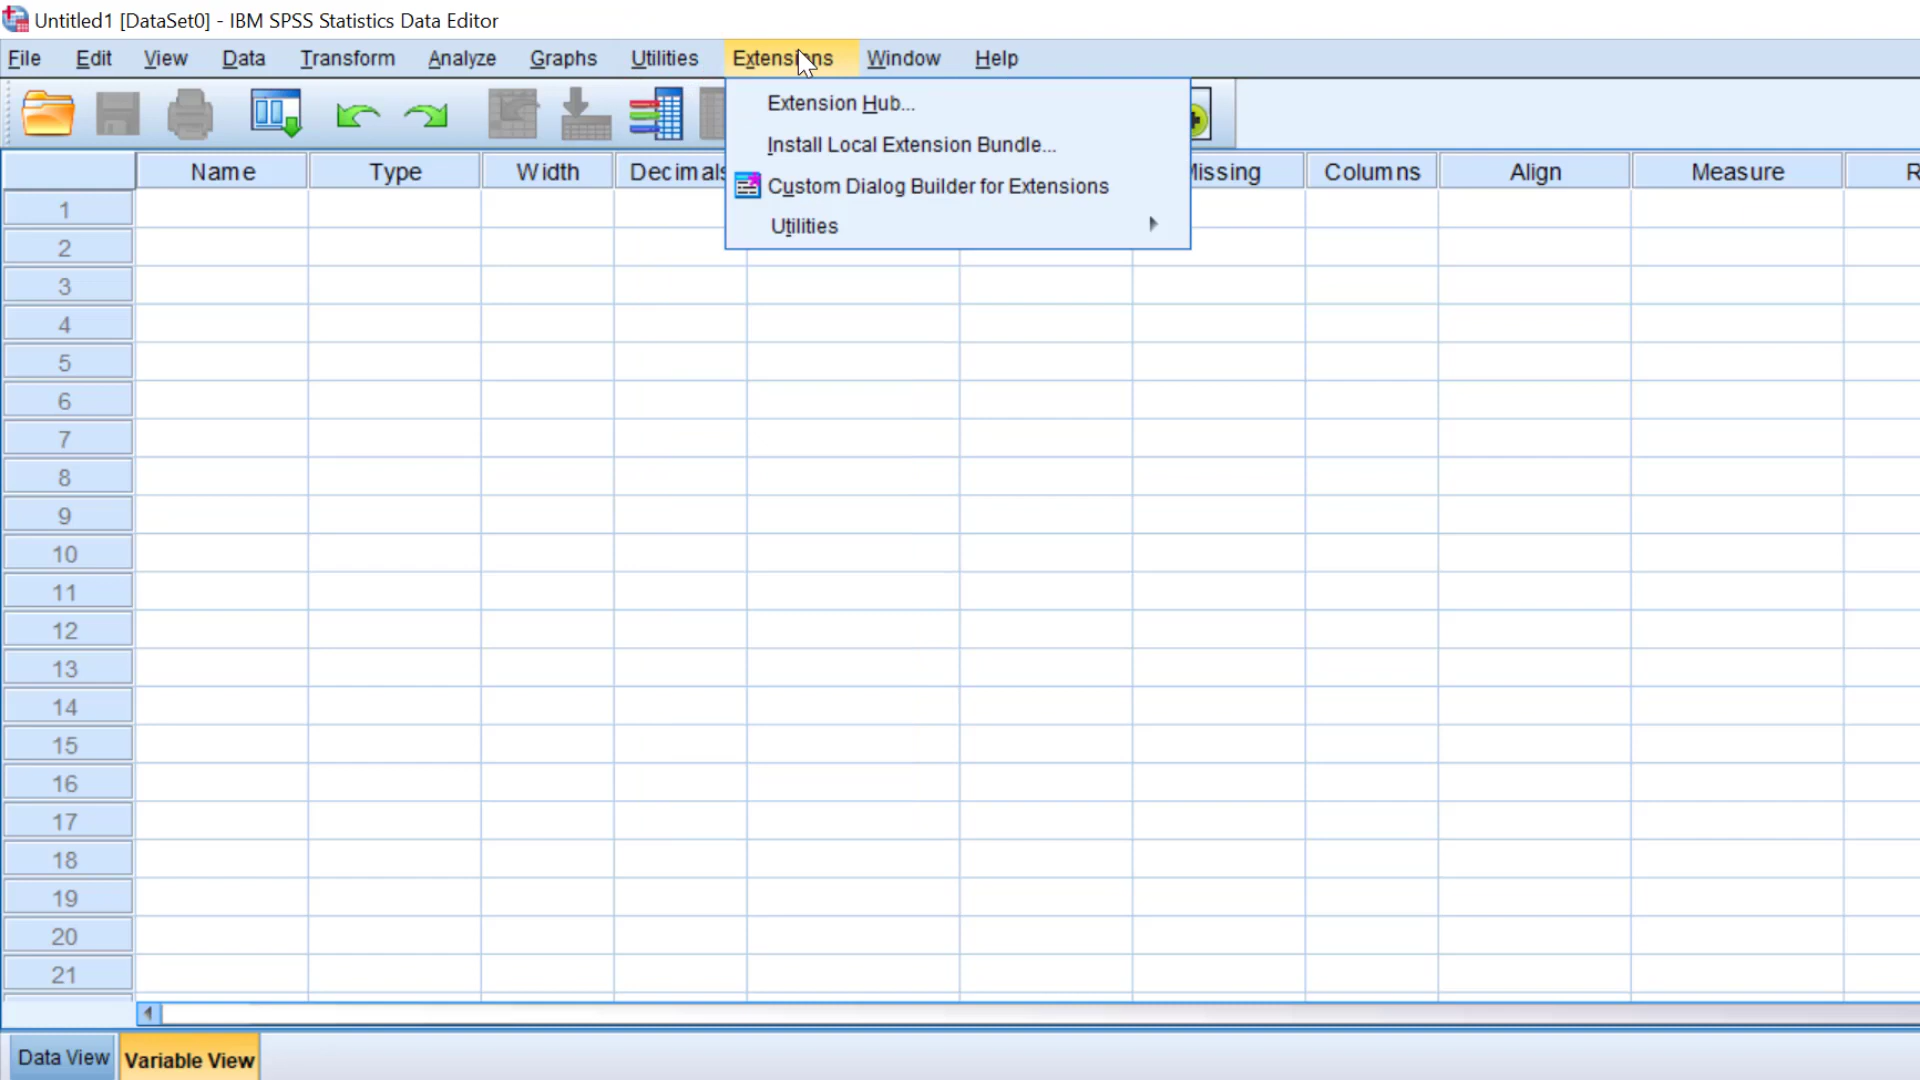 Untitled1 [DataSet0] - IBM SPSS Statistics Data Editor
File Edit View Data Transform Analyze Graphs Utilities Extensions Window Help
Extension Hub...
Install Local Extension Bundle...
Custom Dialog Builder for Extensions
Utilities
Name Type Width Decimals Missing Columns Align Measure R
1
2
3
4
5
6
7
8
9
10
11
12
13
14
15
16
17
18
19
20
21
Data View Variable View